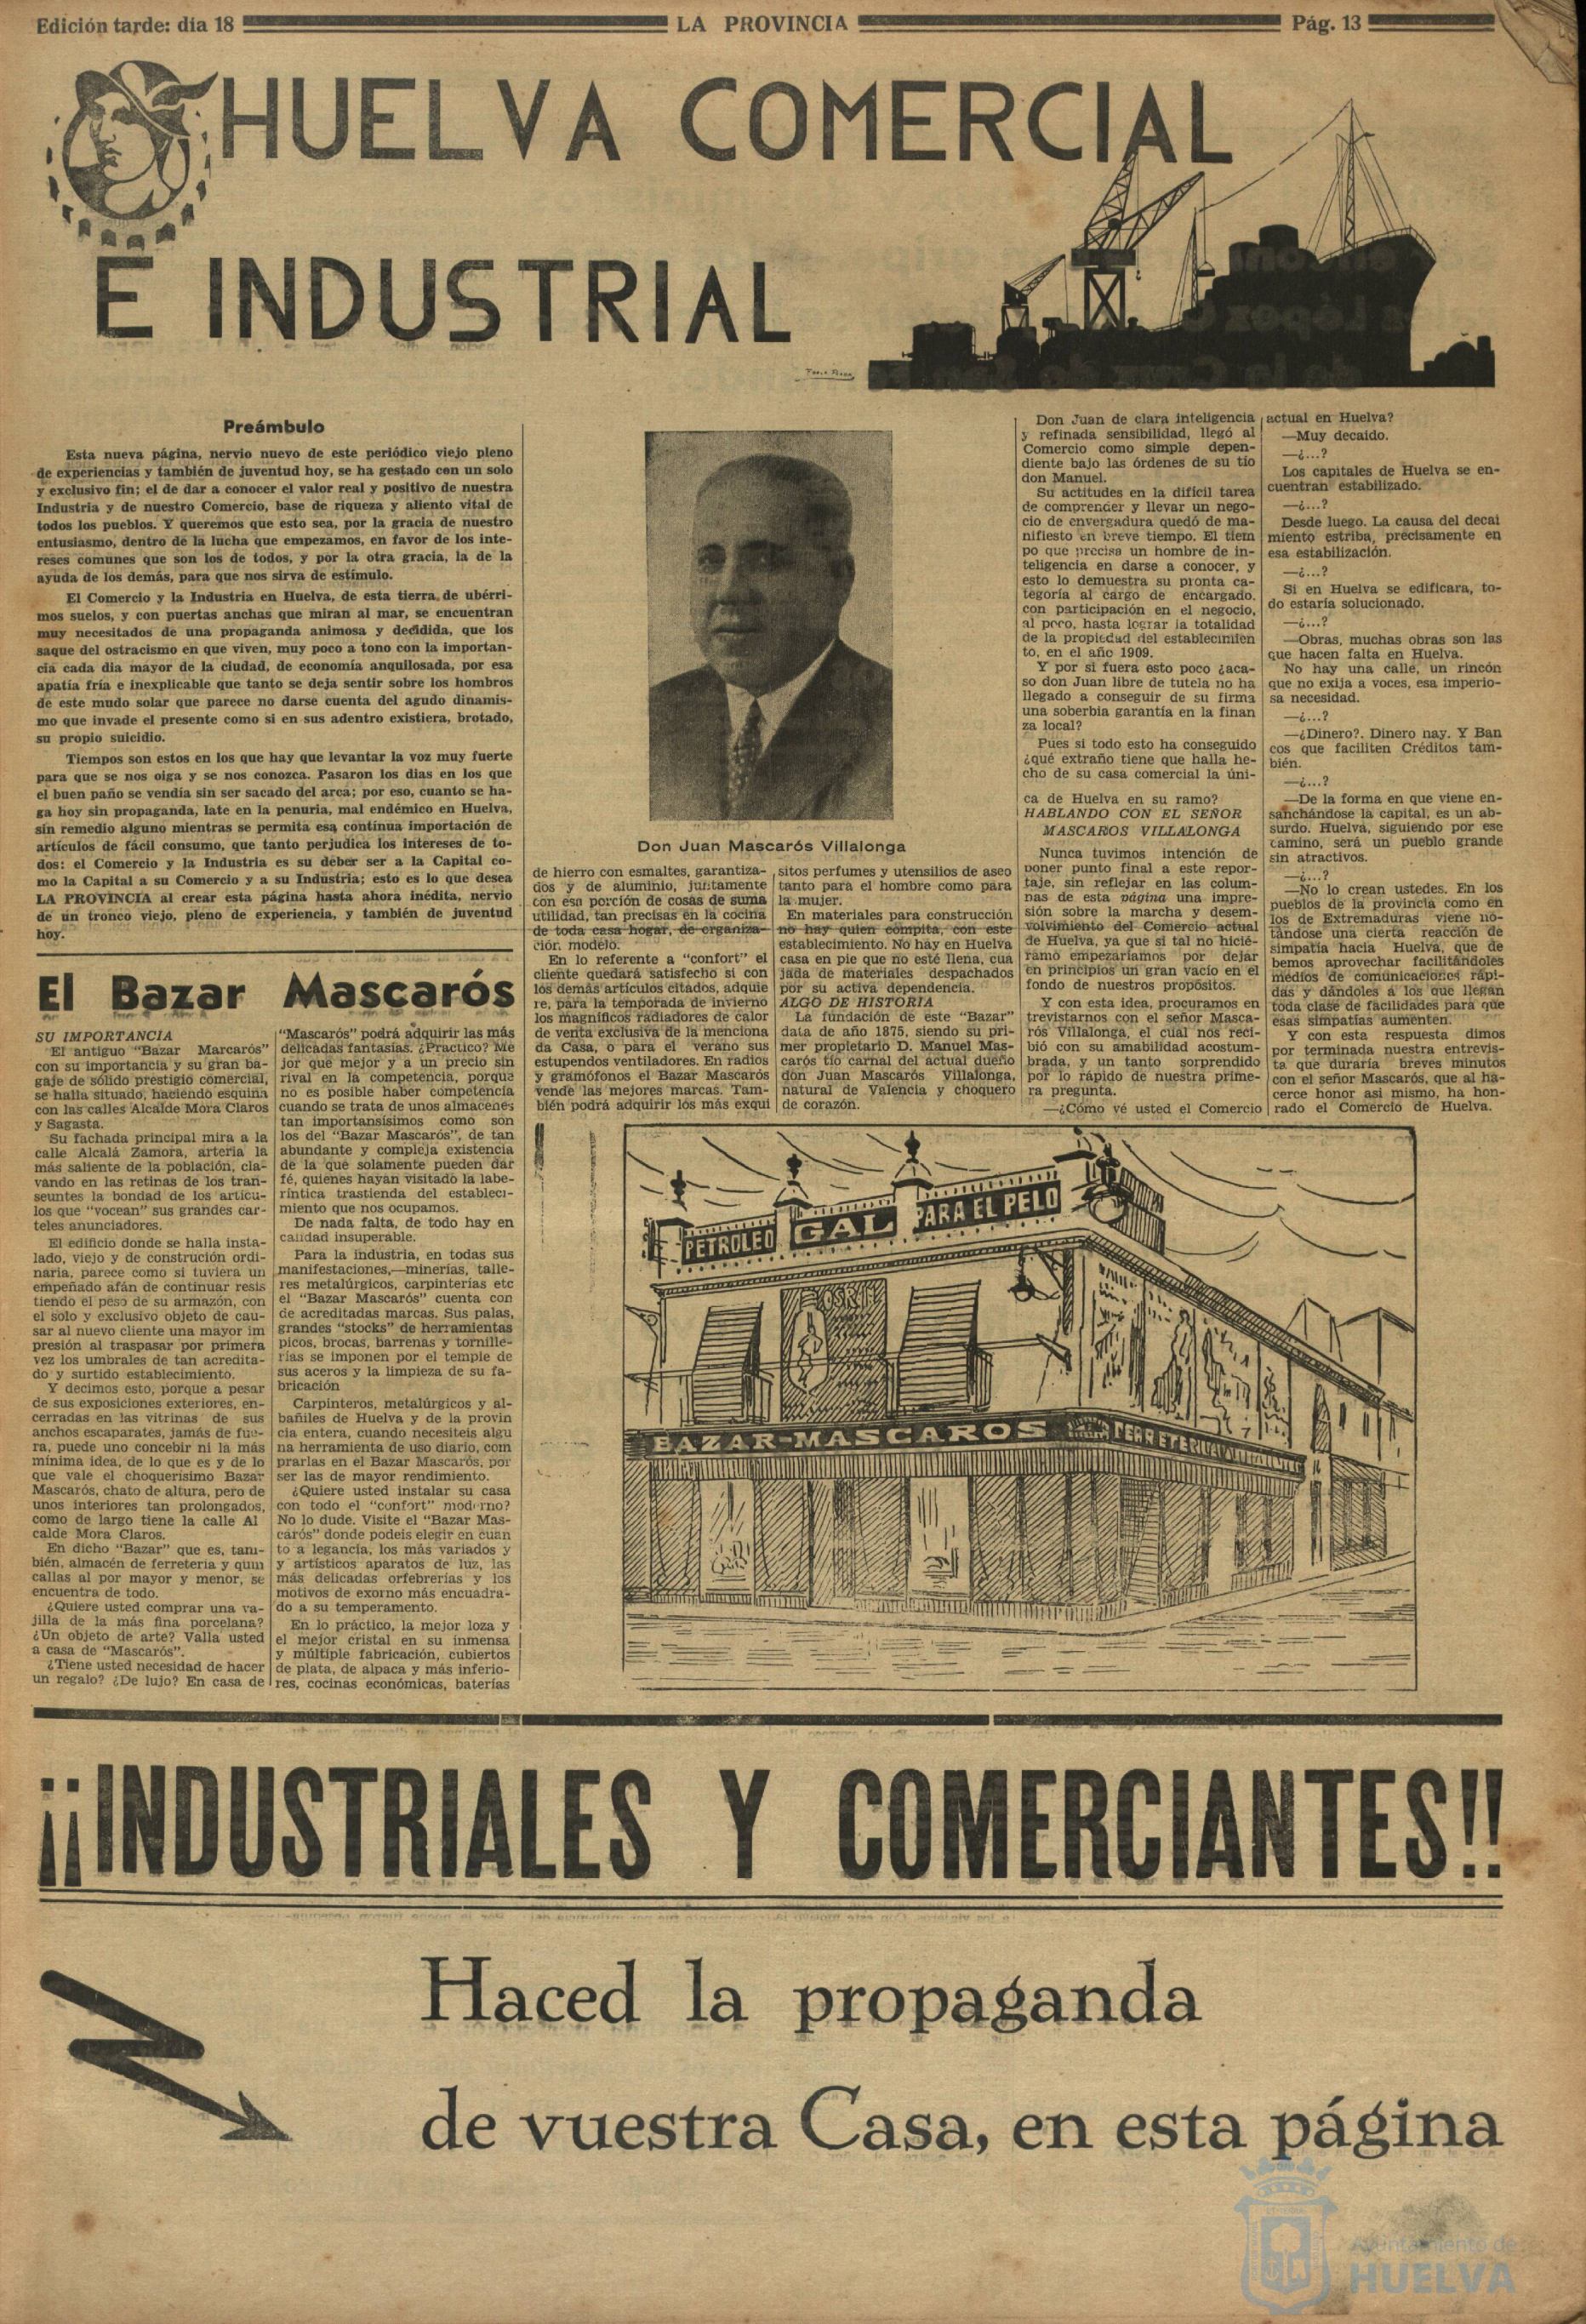 Edición tarde: día 18
LA PROVINCIA
Pág. 13
HUELVA COMERCIAL
E INDUSTRIAL
Preámbulo
Esta nueva página, nervio nuevo de este periódico viejo pleno
de experiencias y también de juventud hoy, se ha gestado con un solo
y exclusivo fin; el de dar a conocer el valor real y positivo de nuestra
Industria y de nuestro Comercio, base de riqueza y aliento vital de
todos los pueblos. Y queremos que esto sea, por la gracia de nuestro
entusiasmo, dentro de la lucha que empezamos, en favor de los inte-
reses comunes que son los de todos, y por la otra gracia, la de la
ayuda de los demás, para que nos sirva de estímulo.
El Comercio y la Industria en Huelva, de esta tierra de ubérri-
mos suelos, y con puertas anchas que miran al mar, se encuentran
muy necesitados de una propaganda animosa y decidida, que los
saque del ostracismo en que viven, muy poco a tono con la importan-
cia cada día mayor de la ciudad, de economía anquilosada, por esa
apatía fría e inexplicable que tanto se deja sentir sobre los hombros
de este mudo solar que parece no darse cuenta del agudo dinamis-
mo que invade el presente como si en sus adentro existiera, brotado,
su propio suicidio.
Tiempos son estos en los que hay que levantar la voz muy fuerte
para que se nos oiga y se nos conozca. Pasaron los días en los que
el buen paño se vendía sin ser sacado del arca; por eso, cuanto se ha-
ga hoy sin propaganda, late en la penuria, mal endémico en Huelva,
sin remedio alguno mientras se permita esa continua importación de
artículos de fácil consumo, que tanto perjudica los intereses de to-
dos: el Comercio y la Industria es su deber ser a la Capital co-
mo la Capital a su Comercio y a su Industria; esto es lo que desea
LA PROVINCIA al crear esta página hasta ahora inédita, nervio
de un tronco viejo, pleno de experiencia, y también de juventud
hoy.
El Bazar Mascarós
SU IMPORTANCIA
El antiguo "Bazar Marcarós"
con su importancia y su gran ba-
gaje de sólido prestigio comercial,
se halla situado, haciendo esquina
con las calles Alcalde Mora Claros
y Sagasta.
Su fachada principal mira a la
calle Alcalá Zamora, arteria la
más saliente de la población, cla-
vando en las retinas de los tran-
seuntes la bondad de los artícu-
los que "vocean" sus grandes car-
teles anunciadores.
El edificio donde se halla insta-
lado, viejo y de construción ordi-
naria, parece como si tuviera un
empeñado afán de continuar resis
tiendo el peso de su armazón, con
el solo y exclusivo objeto de cau-
sar al nuevo cliente una mayor im
presión al traspasar por primera
vez los umbrales de tan acredita-
do y surtido establecimiento.
Y decimos esto, porque a pesar
de sus exposiciones exteriores, en-
cerradas en las vitrinas de sus
anchos escaparates, jamás de fue-
ra, puede uno concebir ni la más
mínima idea, de lo que es y de lo
que vale el choquerísimo Bazar
Mascarós, chato de altura, pero de
unos interiores tan prolongados,
como de largo tiene la calle Al
calde Mora Claros.
En dicho "Bazar" que es, tam-
bién, almacén de ferretería y quin
callas al por mayor y menor, se
encuentra de todo.
¿Quiere usted comprar una va-
jilla de la más fina porcelana?
¿Un objeto de arte? Valla usted
a casa de "Mascarós".
¿Tiene usted necesidad de hacer
un regalo? ¿De lujo? En casa de
"Mascarós" podrá adquirir las más
delicadas fantasías. ¿Practico? Me
jor que mejor y a un precio sin
rival en la competencia, porque
no es posible haber competencia
cuando se trata de unos almacenes
tan importansísimos como son
los del "Bazar Mascarós", de tan
abundante y compleja existencia
de la que solamente pueden dar
fé, quienes hayan visitado la labe-
ríntica trastienda del estableci-
miento que nos ocupamos.
De nada falta, de todo hay en
calidad insuperable.
Para la industria, en todas sus
manifestaciones,—minerías, talle-
res metalúrgicos, carpinterías etc
el "Bazar Mascarós" cuenta con
de acreditadas marcas. Sus palas,
grandes "stocks" de herramientas
picos, brocas, barrenas y tornille-
rías se imponen por el temple de
sus aceros y la limpieza de su fa-
bricación
Carpinteros, metalúrgicos y al-
bañiles de Huelva y de la provin
cia entera, cuando necesiteis algu
na herramienta de uso diario, com
prarlas en el Bazar Mascarós, por
ser las de mayor rendimiento.
¿Quiere usted instalar su casa
con todo el "confort" moderno?
No lo dude. Visite el "Bazar Mas-
carós" donde podeis elegir en cuan
to a legancia, los más variados y
y artísticos aparatos de luz, las
más delicadas orfebrerías y los
motivos de exorno más encuadra-
do a su temperamento.
En lo práctico, la mejor loza y
el mejor cristal en su inmensa
y múltiple fabricación, cubiertos
de plata, de alpaca y más inferio-
res, cocinas económicas, baterías
Don Juan Mascarós Villalonga
de hierro con esmaltes, garantiza-
dos y de aluminio, juntamente
con esa porción de cosas de suma
utilidad, tan precisas en la cocina
de toda casa hogar, de organiza-
ción modelo.
En lo referente a "confort" el
cliente quedará satisfecho si con
los demás artículos citados, adquie
re, para la temporada de invierno
los magníficos radiadores de calor
de venta exclusiva de la menciona
da Casa, o para el verano sus
estupendos ventiladores. En radios
y gramófonos el Bazar Mascarós
vende las mejores marcas. Tam-
bién podrá adquirir los más exqui
sitos perfumes y utensilios de aseo
tanto para el hombre como para
la mujer.
En materiales para construcción
no hay quien compita, con este
establecimiento. No hay en Huelva
casa en pie que no esté llena, cua
jada de materiales despachados
por su activa dependencia.
ALGO DE HISTORIA
La fundación de este "Bazar"
data de año 1875, siendo su pri-
mer propietario D. Manuel Mas-
carós tío carnal del actual dueño
don Juan Mascarós Villalonga,
natural de Valencia y choquero
de corazón.
Don Juan de clara inteligencia
y refinada sensibilidad, llegó al
Comercio como simple depen-
diente bajo las órdenes de su tío
don Manuel.
Su actitudes en la difícil tarea
de comprender y llevar un nego-
cio de envergadura quedó de ma-
nifiesto en breve tiempo. El tiem
po que precisa un hombre de in-
teligencia en darse a conocer, y
esto lo demuestra su pronta ca-
tegoría al cargo de encargado,
con participación en el negocio,
al poco, hasta lograr la totalidad
de la propiedad del establecimien
to, en el año 1909.
Y por si fuera esto poco ¿aca-
so don Juan libre de tutela no ha
llegado a conseguir de su firma
una soberbia garantía en la finan
za local?
Pues si todo esto ha conseguido
¿qué extraño tiene que halla he-
cho de su casa comercial la úni-
ca de Huelva en su ramo?
HABLANDO CON EL SEÑOR
MASCAROS VILLALONGA
Nunca tuvimos intención de
poner punto final a este repor-
taje, sin reflejar en las colum-
nas de esta página una impre-
sión sobre la marcha y desem-
volvimiento del Comercio actual
de Huelva, ya que si tal no hicié-
ramo empezaríamos por dejar
en principios un gran vacío en el
fondo de nuestros propósitos.
Y con esta idea, procuramos en
trevistarnos con el señor Masca-
rós Villalonga, el cual nos reci-
bió con su amabilidad acostum-
brada, y un tanto sorprendido
por lo rápido de nuestra prime-
ra pregunta.
—¿Cómo vé usted el Comercio
actual en Huelva?
—Muy decaído.
—¿...?
Los capitales de Huelva se en-
cuentran estabilizado.
—¿...?
Desde luego. La causa del decai
miento estriba, precisamente en
esa estabilización.
—¿...?
Si en Huelva se edificara, to-
do estaría solucionado.
—¿...?
—Obras, muchas obras son las
que hacen falta en Huelva.
No hay una calle, un rincón
que no exija a voces, esa imperio-
sa necesidad.
—¿...?
—¿Dinero?. Dinero hay. Y Ban
cos que faciliten Créditos tam-
bién.
—¿...?
—De la forma en que viene en-
sanchándose la capital, es un ab-
surdo. Huelva, siguiendo por ese
camino, será un pueblo grande
sin atractivos.
—¿...?
—No lo crean ustedes. En los
pueblos de la provincia como en
los de Extremaduras viene no-
tándose una cierta reacción de
simpatía hacia Huelva, que de
bemos aprovechar facilitándoles
medios de comunicaciones rápi-
das y dándoles a los que llegan
toda clase de facilidades para que
esas simpatías aumenten.
Y con esta respuesta dimos
por terminada nuestra entrevis-
ta que duraría breves minutos
con el señor Mascarós, que al ha-
cerce honor así mismo, ha hon-
rado el Comercio de Huelva.
PETROLEO GAL PARA EL PELO
BAZAR-MASCAROS
¡¡INDUSTRIALES Y COMERCIANTES!!
Haced la propaganda
de vuestra Casa, en esta página
Ayuntamiento de
HUELVA